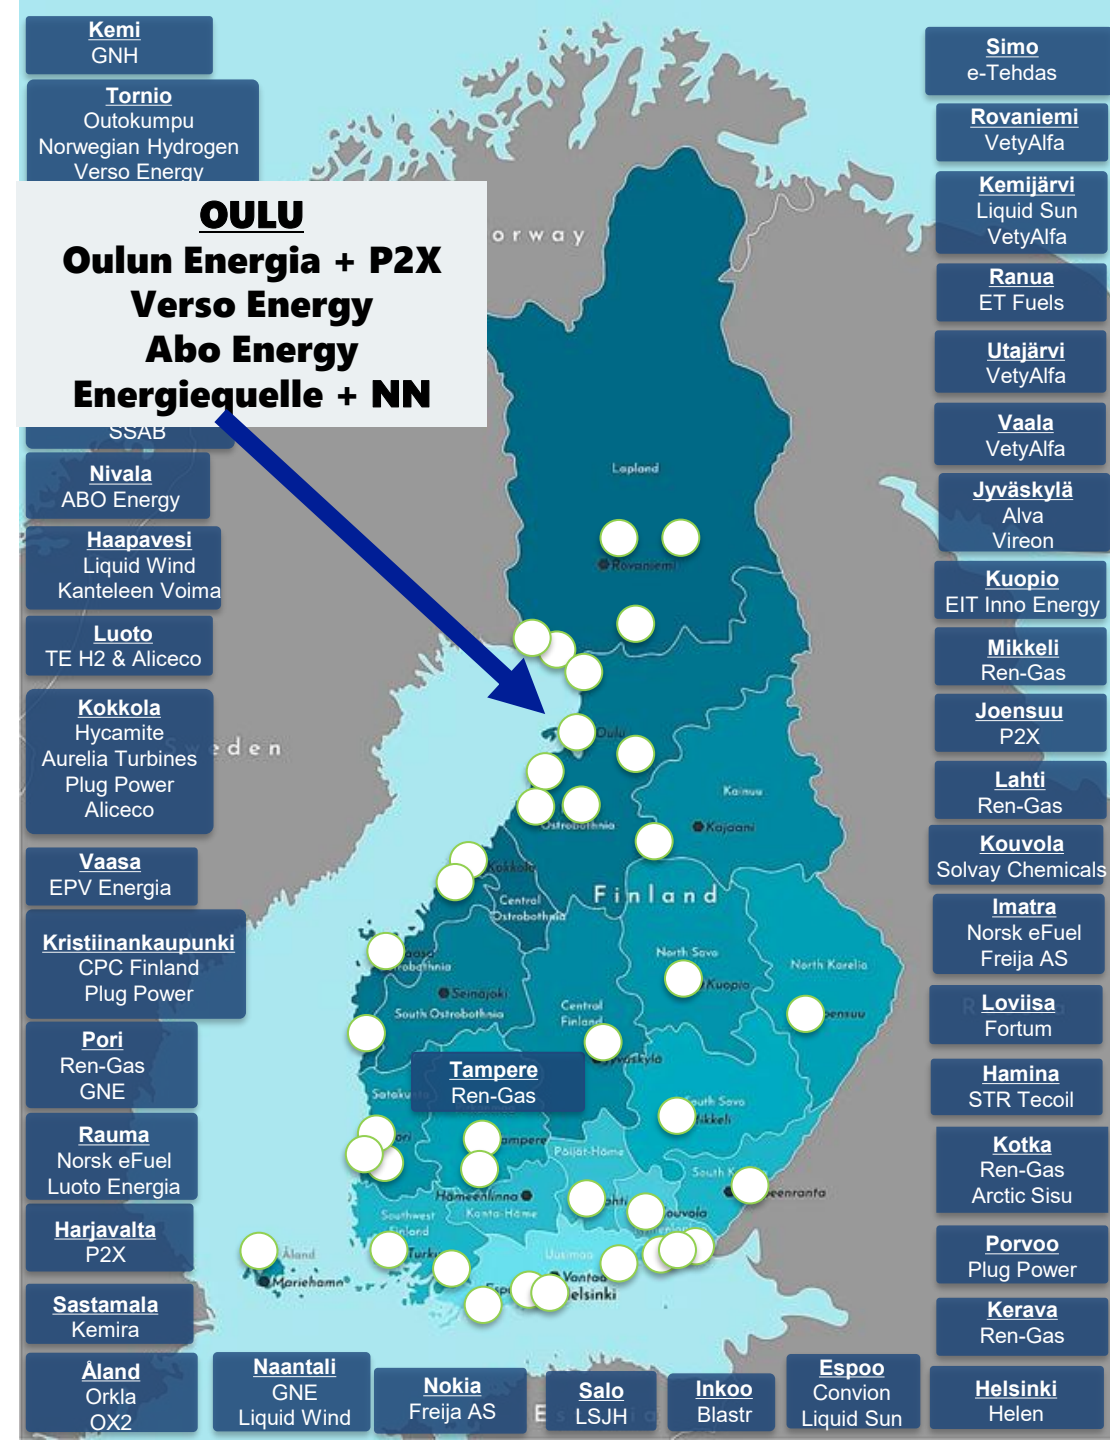 Kemi
GNH
Tornio
Outokumpu
Norwegian Hydrogen
Verso Energy
OULU
Oulun Energia + P2X
Verso Energy
Abo Energy
Energiequelle + NN
SSAB
Nivala
ABO Energy
Haapavesi
Liquid Wind
Kanteleen Voima
Luoto
TE H2 & Aliceco
Kokkola
Hycamite
Aurelia Turbines
Plug Power
Aliceco
Vaasa
EPV Energia
Kristiinankaupunki
CPC Finland
Plug Power
Pori
Ren-Gas
GNE
Rauma
Norsk eFuel
Luoto Energia
Harjavalta
P2X
Sastamala
Kemira
Åland
Orkla
OX2
Naantali
GNE
Liquid Wind
Nokia
Freija AS
Salo
LSJH
Inkoo
Blastr
Espoo
Convion
Liquid Sun
Tampere
Ren-Gas
Simo
e-Tehdas
Rovaniemi
VetyAlfa
Kemijärvi
Liquid Sun
VetyAlfa
Ranua
ET Fuels
Utajärvi
VetyAlfa
Vaala
VetyAlfa
Jyväskylä
Alva
Vireon
Kuopio
EIT Inno Energy
Mikkeli
Ren-Gas
Joensuu
P2X
Lahti
Ren-Gas
Kouvola
Solvay Chemicals
Imatra
Norsk eFuel
Freija AS
Loviisa
Fortum
Hamina
STR Tecoil
Kotka
Ren-Gas
Arctic Sisu
Porvoo
Plug Power
Kerava
Ren-Gas
Helsinki
Helen
orway
Lapland
Rovaniemi
Sweden
Oulu
Kainuu
Ostrobothnia
Kajaani
Kokkola
Finland
Central
Ostrobothnia
North Savo
North Karelia
Kuopio
Seinäjoki
South Ostrobothnia
Central
Finland
Jyväskylä
South Savo
Päijät-Häme
Hämeenlinna
Kanta-Häme
Southwest
Finland
Uusimaa
Turku
Åland
Mariehamn
Vantaa